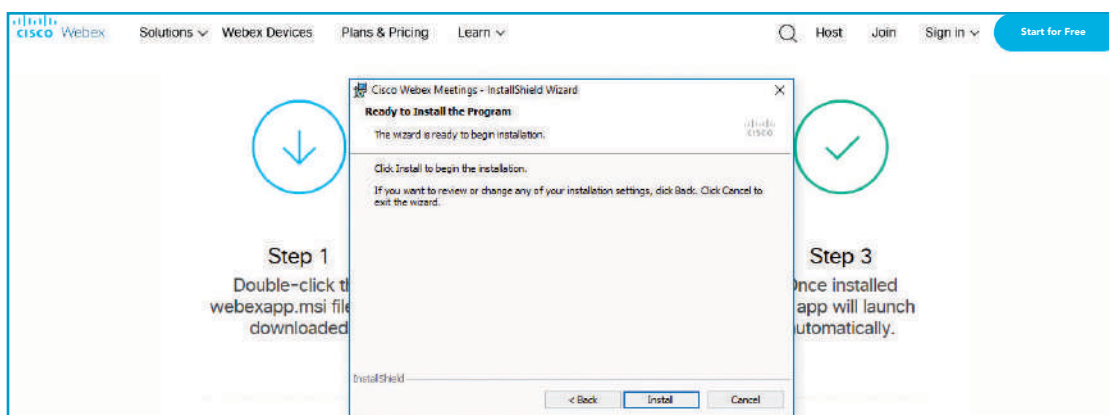 CISCO Webex Solutions Webex Devices Plans & Pricing Learn Host Join Sign in Start for Free
Cisco Webex Meetings - InstallShield Wizard
Ready to Install the Program
The wizard is ready to begin installation.
CISCO
Click Install to begin the installation.
If you want to review or change any of your installation settings, click Back. Click Cancel to
exit the wizard.
Step 1
Double-click
webexapp.msi
downloaded
InstallShield
< Back Install Cancel
Step 3
installed
app will launch
automatically.